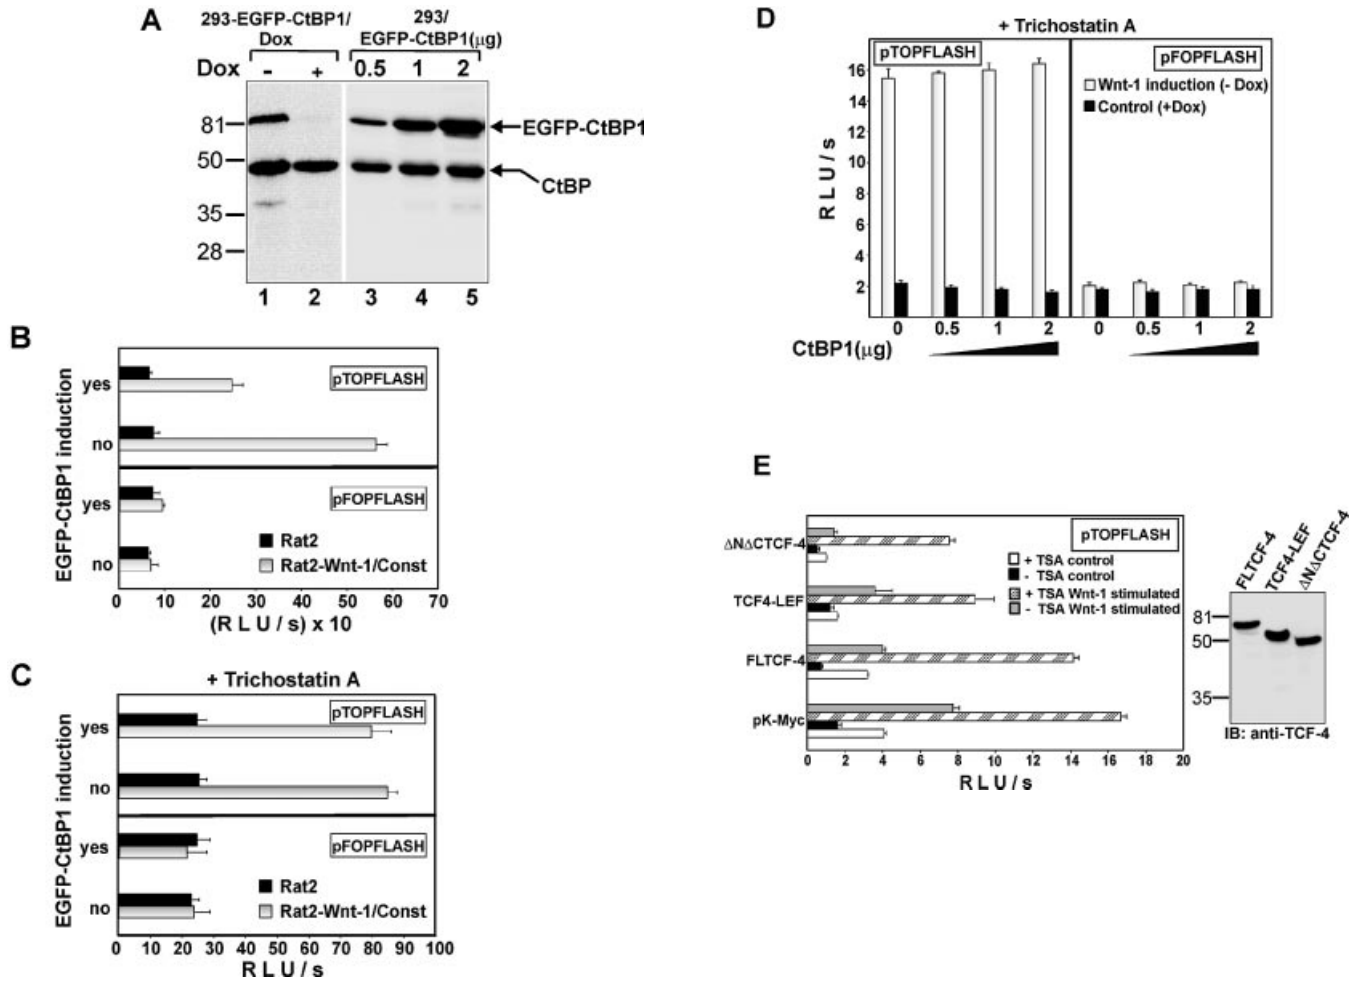 A
293-EGFP-CtBP1/
Dox
293/
EGFP-CtBP1(μg)
Dox - + 0.5 1 2
81
50
35
28
EGFP-CtBP1
CtBP
1 2 3 4 5
B
EGFP-CtBP1 induction
yes
no
yes
no
pTOPFLASH
pFOPFLASH
Rat2
Rat2-Wnt-1/Const
0 10 20 30 40 50 60 70
(R L U / s) x 10
C
+ Trichostatin A
EGFP-CtBP1 induction
yes
no
yes
no
pTOPFLASH
pFOPFLASH
Rat2
Rat2-Wnt-1/Const
0 10 20 30 40 50 60 70 80 90 100
R L U / s
D
+ Trichostatin A
pTOPFLASH
pFOPFLASH
Wnt-1 induction (- Dox)
Control (+Dox)
R L U / s
16
14
12
10
8
6
4
2
0 0.5 1 2 0 0.5 1 2
CtBP1(μg)
E
pTOPFLASH
+ TSA control
- TSA control
+ TSA Wnt-1 stimulated
- TSA Wnt-1 stimulated
ΔNΔCTCF-4
TCF4-LEF
FLTCF-4
pK-Myc
0 2 4 6 8 10 12 14 16 18 20
R L U / s
FLTCF-4
TCF4-LEF
ΔNΔCTCF-4
81
50
35
IB: anti-TCF-4